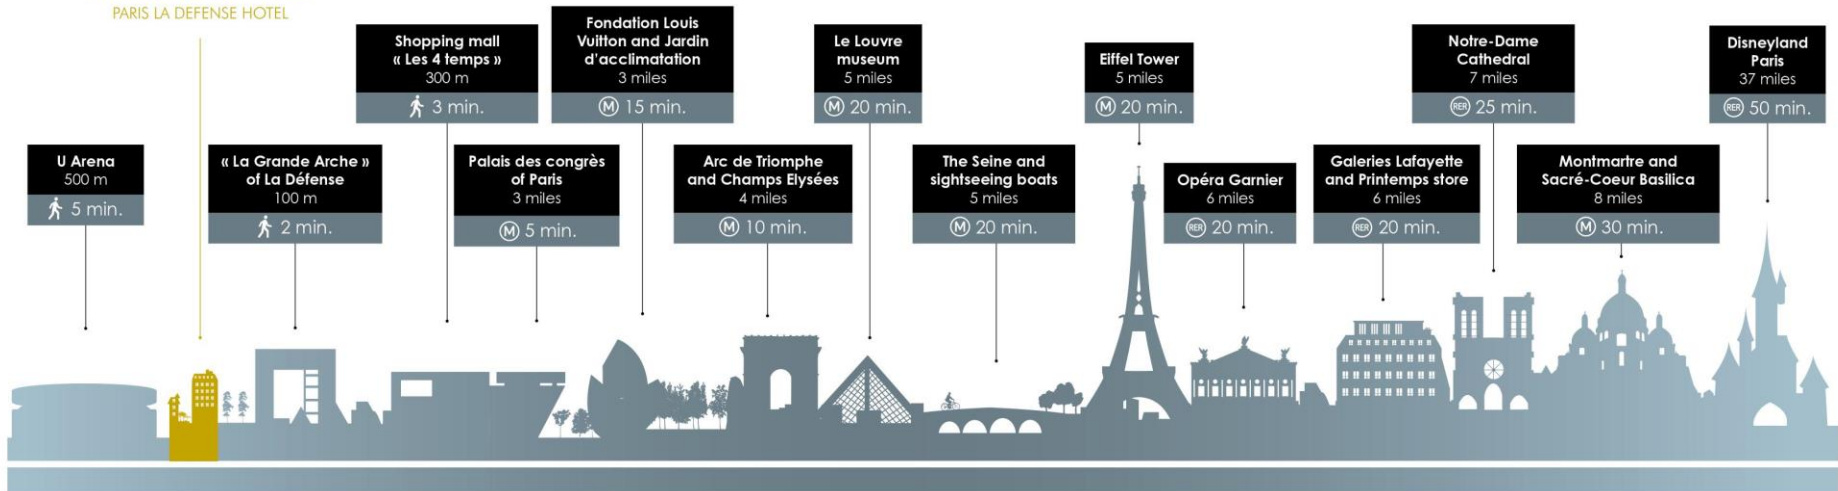 PARIS LA DEFENSE HOTEL
U Arena
500 m
5 min.
« La Grande Arche »
of La Défense
100 m
2 min.
Shopping mall
« Les 4 temps »
300 m
3 min.
Palais des congrès
of Paris
3 miles
M 5 min.
Fondation Louis
Vuitton and Jardin
d'acclimatation
3 miles
M 15 min.
Arc de Triomphe
and Champs Elysées
4 miles
M 10 min.
Le Louvre
museum
5 miles
M 20 min.
The Seine and
sightseeing boats
5 miles
M 20 min.
Eiffel Tower
5 miles
M 20 min.
Opéra Garnier
6 miles
RER 20 min.
Galeries Lafayette
and Printemps store
6 miles
RER 20 min.
Notre-Dame
Cathedral
7 miles
RER 25 min.
Montmartre and
Sacré-Coeur Basilica
8 miles
M 30 min.
Disneyland
Paris
37 miles
RER 50 min.